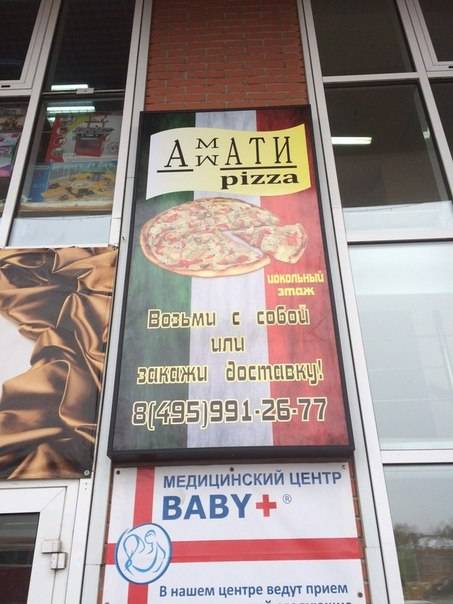 АММАТИ
pizza
цокольный
этаж
Возьми с собой
или
закажи доставку!
8(495)991-26-77
МЕДИЦИНСКИЙ ЦЕНТР
BABY+®
В нашем центре ведут прием